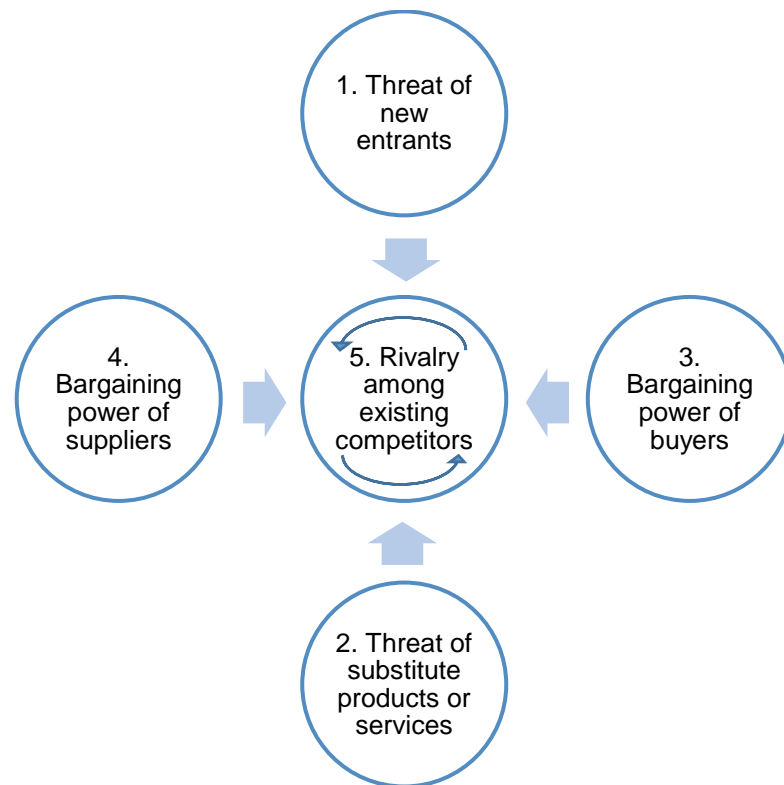 1. Threat of
new
entrants
4.
Bargaining
power of
suppliers
5. Rivalry
among
existing
competitors
3.
Bargaining
power of
buyers
2. Threat of
substitute
products or
services